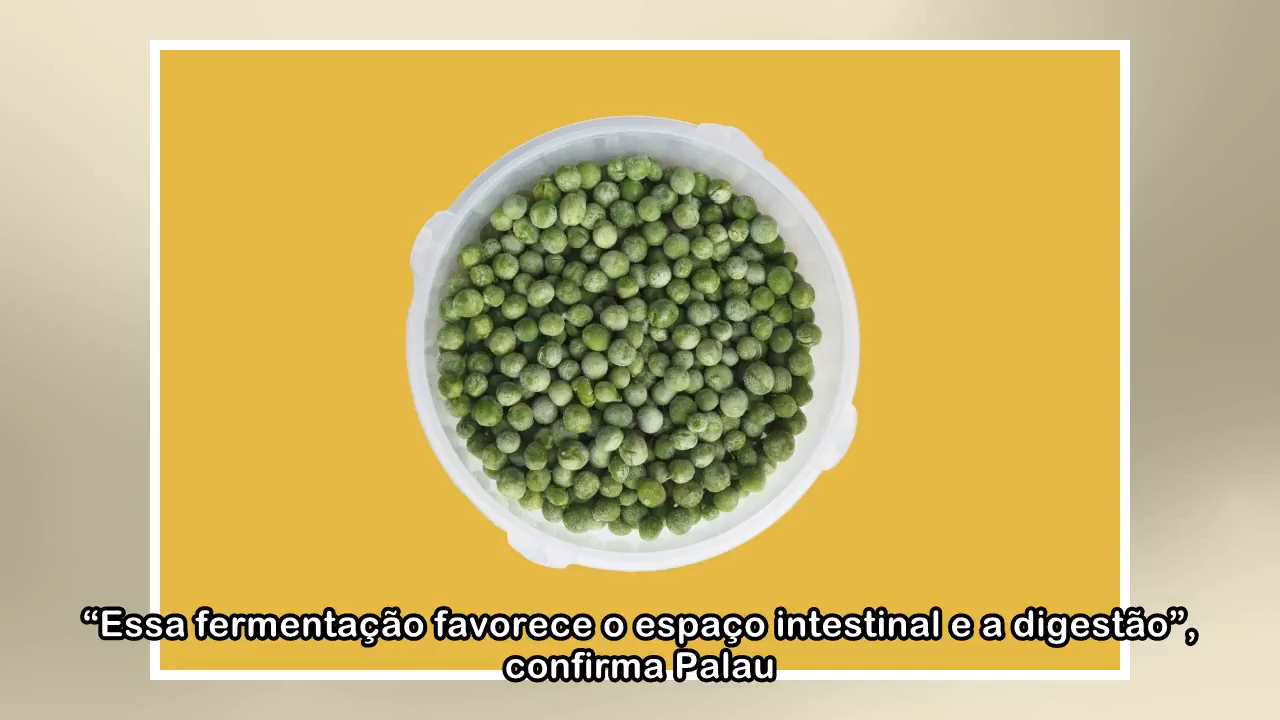 “Essa fermentação favorece o espaço intestinal e a digestão”,
confirma Palau